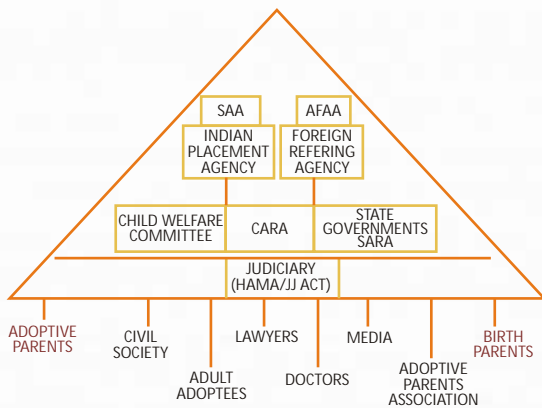 SAA
AFAA
INDIAN
PLACEMENT
AGENCY
FOREIGN
REFERING
AGENCY
CHILD WELFARE
COMMITTEE
CARA
STATE
GOVERNMENTS
SARA
JUDICIARY
(HAMA/JJ ACT)
ADOPTIVE
PARENTS
CIVIL
SOCIETY
ADULT
ADOPTEES
LAWYERS
DOCTORS
MEDIA
ADOPTIVE
PARENTS
ASSOCIATION
BIRTH
PARENTS